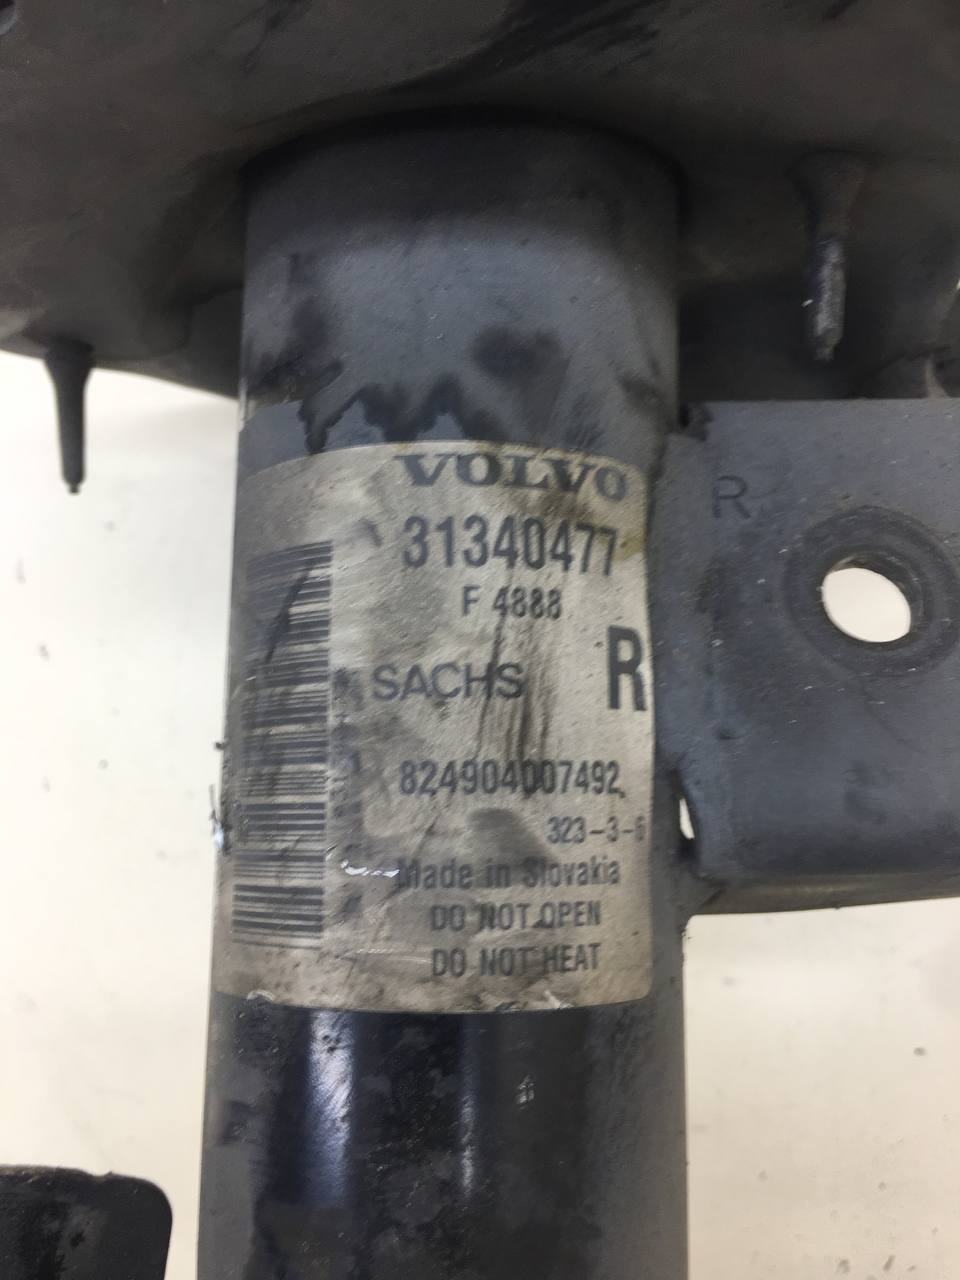 VOLVO
31340477
F 4888
SACHS R
824904007492
323-3-6
Made in Slovakia
DO NOT OPEN
DO NOT HEAT
R